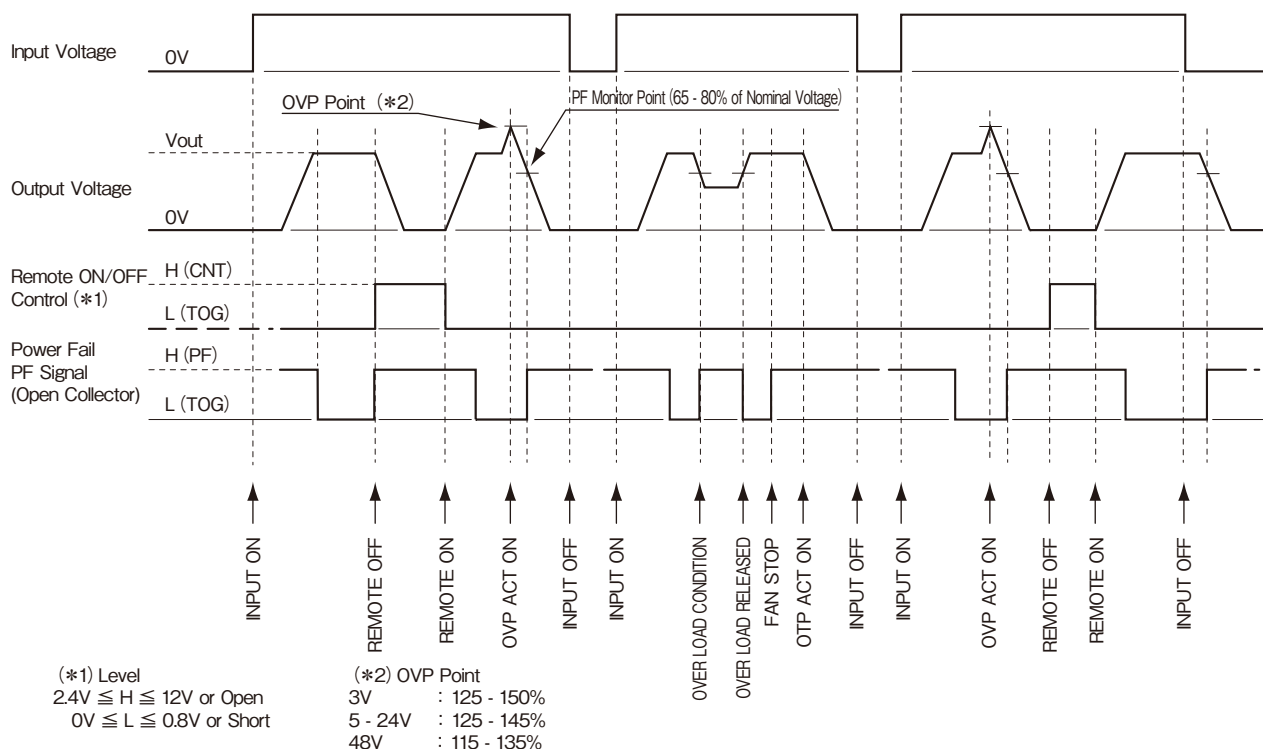 Input Voltage
0V
OVP Point (*2)
PF Monitor Point (65 - 80% of Nominal Voltage)
Vout
Output Voltage
0V
Remote ON/OFF
Control (*1)
H (CNT)
L (TOG)
Power Fail
PF Signal
(Open Collector)
H (PF)
L (TOG)
INPUT ON
REMOTE OFF
REMOTE ON
OVP ACT ON
INPUT OFF
INPUT ON
OVER LOAD CONDITION
OVER LOAD RELEASED
FAN STOP
OTP ACT ON
INPUT OFF
INPUT ON
OVP ACT ON
REMOTE OFF
REMOTE ON
INPUT OFF
(*1) Level
2.4V ≦ H ≦ 12V or Open
0V ≦ L ≦ 0.8V or Short
(*2) OVP Point
3V : 125 - 150%
5 - 24V : 125 - 145%
48V : 115 - 135%